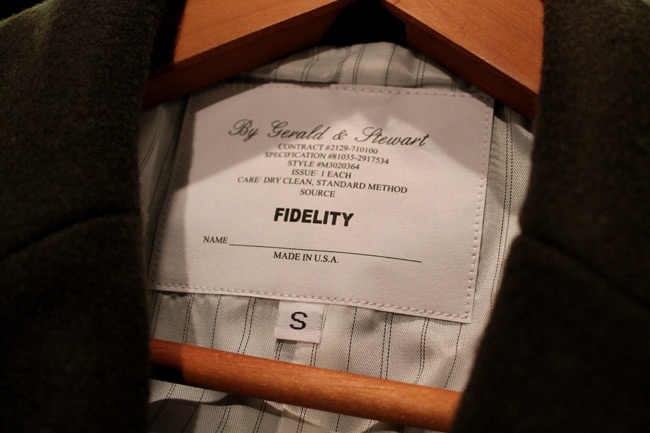 By Gerald & Stewart
CONTRACT #2129-710100
SPECIFICATION #81035-2917534
STYLE #M3020364
ISSUE: 1 EACH
CARE: DRY CLEAN, STANDARD METHOD
SOURCE
FIDELITY
NAME
MADE IN U.S.A.
S